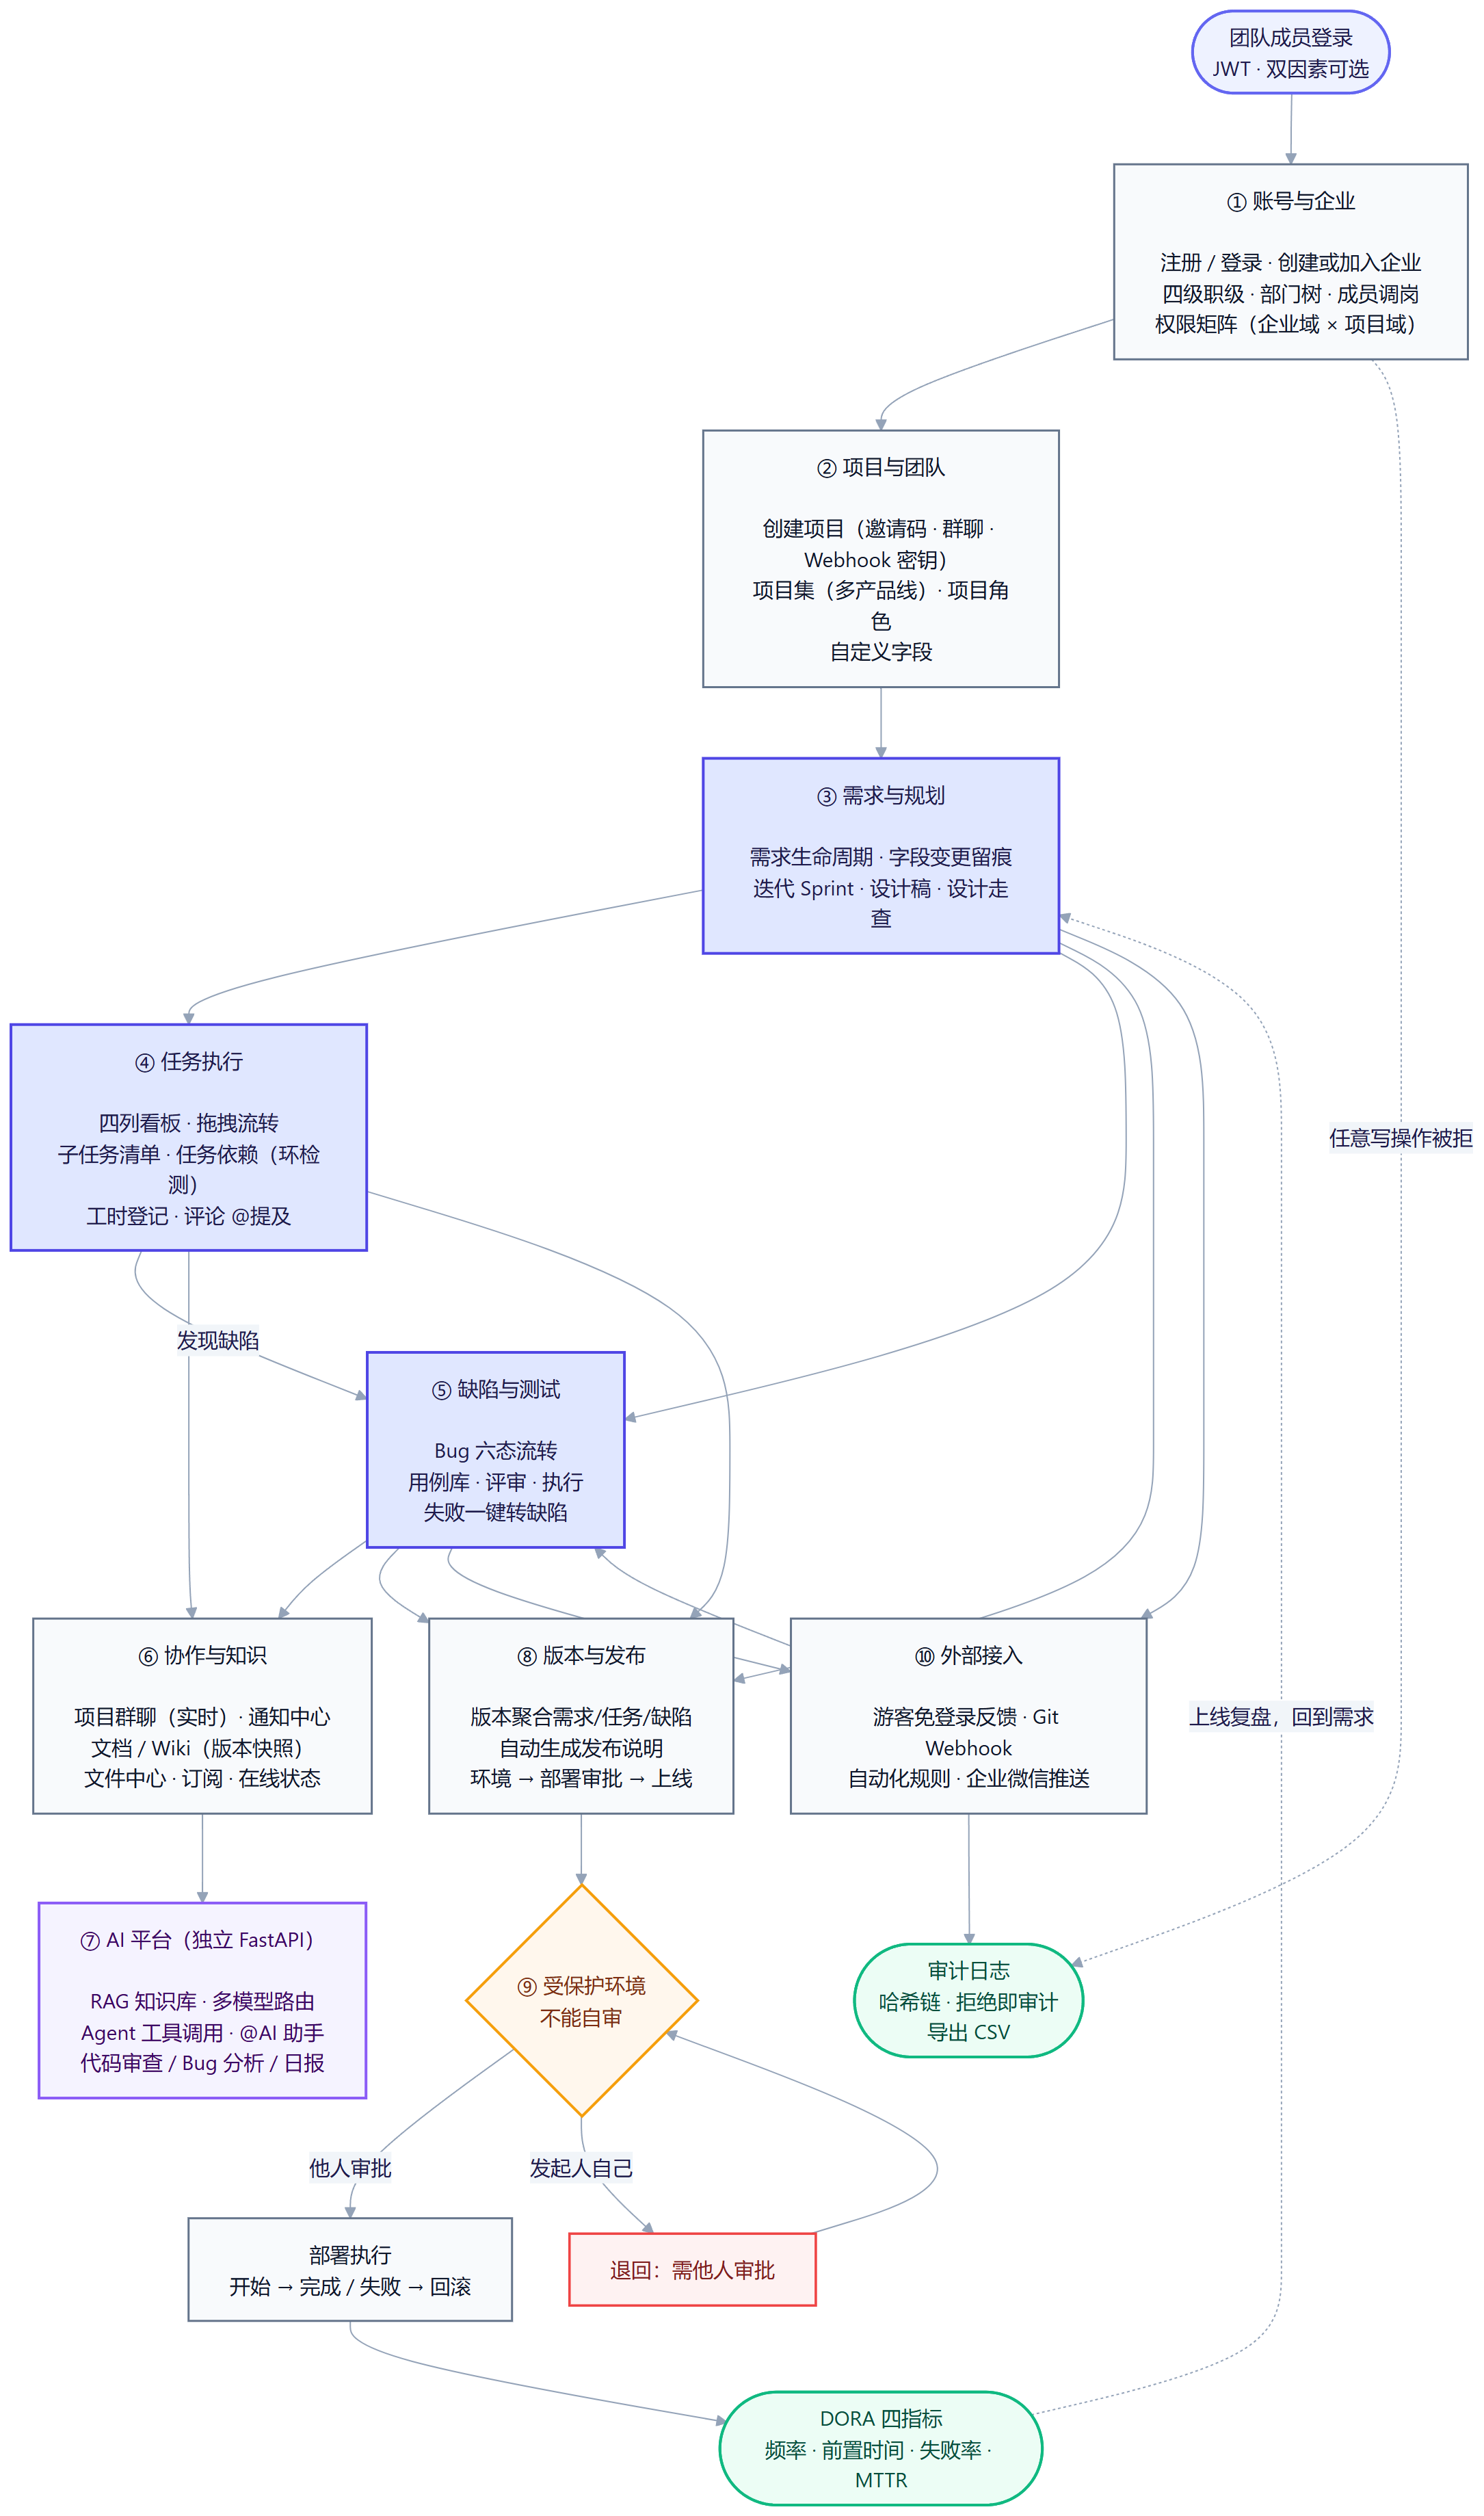 团队成员登录
JWT · 双因素可选
① 账号与企业
注册 / 登录 · 创建或加入企业
四级职级 · 部门树 · 成员调岗
权限矩阵（企业域 × 项目域）
② 项目与团队
创建项目（邀请码 · 群聊 ·
Webhook 密钥）
项目集（多产品线）· 项目角
色
自定义字段
③ 需求与规划
需求生命周期 · 字段变更留痕
迭代 Sprint · 设计稿 · 设计走
查
④ 任务执行
四列看板 · 拖拽流转
子任务清单 · 任务依赖（环检
测）
工时登记 · 评论 @提及
任意写操作被拒
发现缺陷
⑤ 缺陷与测试
Bug 六态流转
用例库 · 评审 · 执行
失败一键转缺陷
⑥ 协作与知识
项目群聊（实时）· 通知中心
文档 / Wiki（版本快照）
文件中心 · 订阅 · 在线状态
⑧ 版本与发布
版本聚合需求/任务/缺陷
自动生成发布说明
环境 → 部署审批 → 上线
⑩ 外部接入
游客免登录反馈 · Git
Webhook
自动化规则 · 企业微信推送
上线复盘，回到需求
⑦ AI 平台（独立 FastAPI）
RAG 知识库 · 多模型路由
Agent 工具调用 · @AI 助手
代码审查 / Bug 分析 / 日报
⑨ 受保护环境
不能自审
审计日志
哈希链 · 拒绝即审计
导出 CSV
他人审批
发起人自己
部署执行
开始 → 完成 / 失败 → 回滚
退回：需他人审批
DORA 四指标
频率 · 前置时间 · 失败率 ·
MTTR